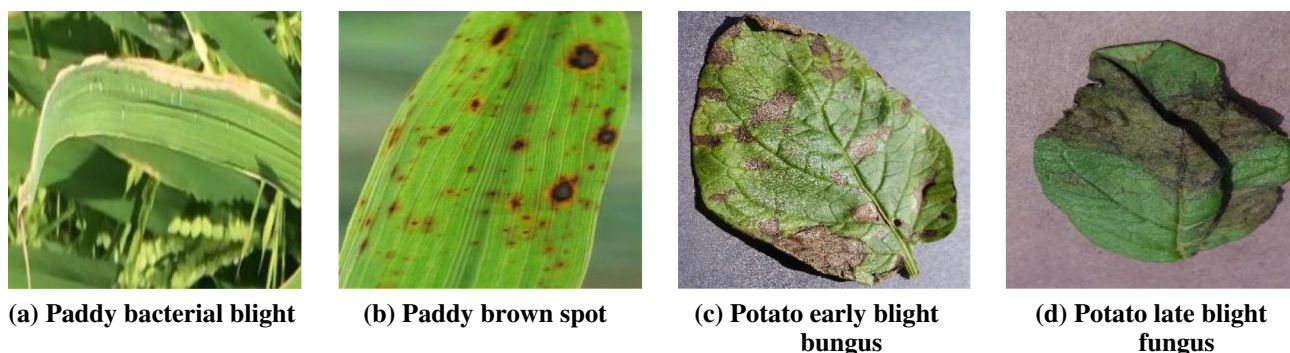 (a) Paddy bacterial blight
(b) Paddy brown spot
(c) Potato early blight
bungus
(d) Potato late blight
fungus